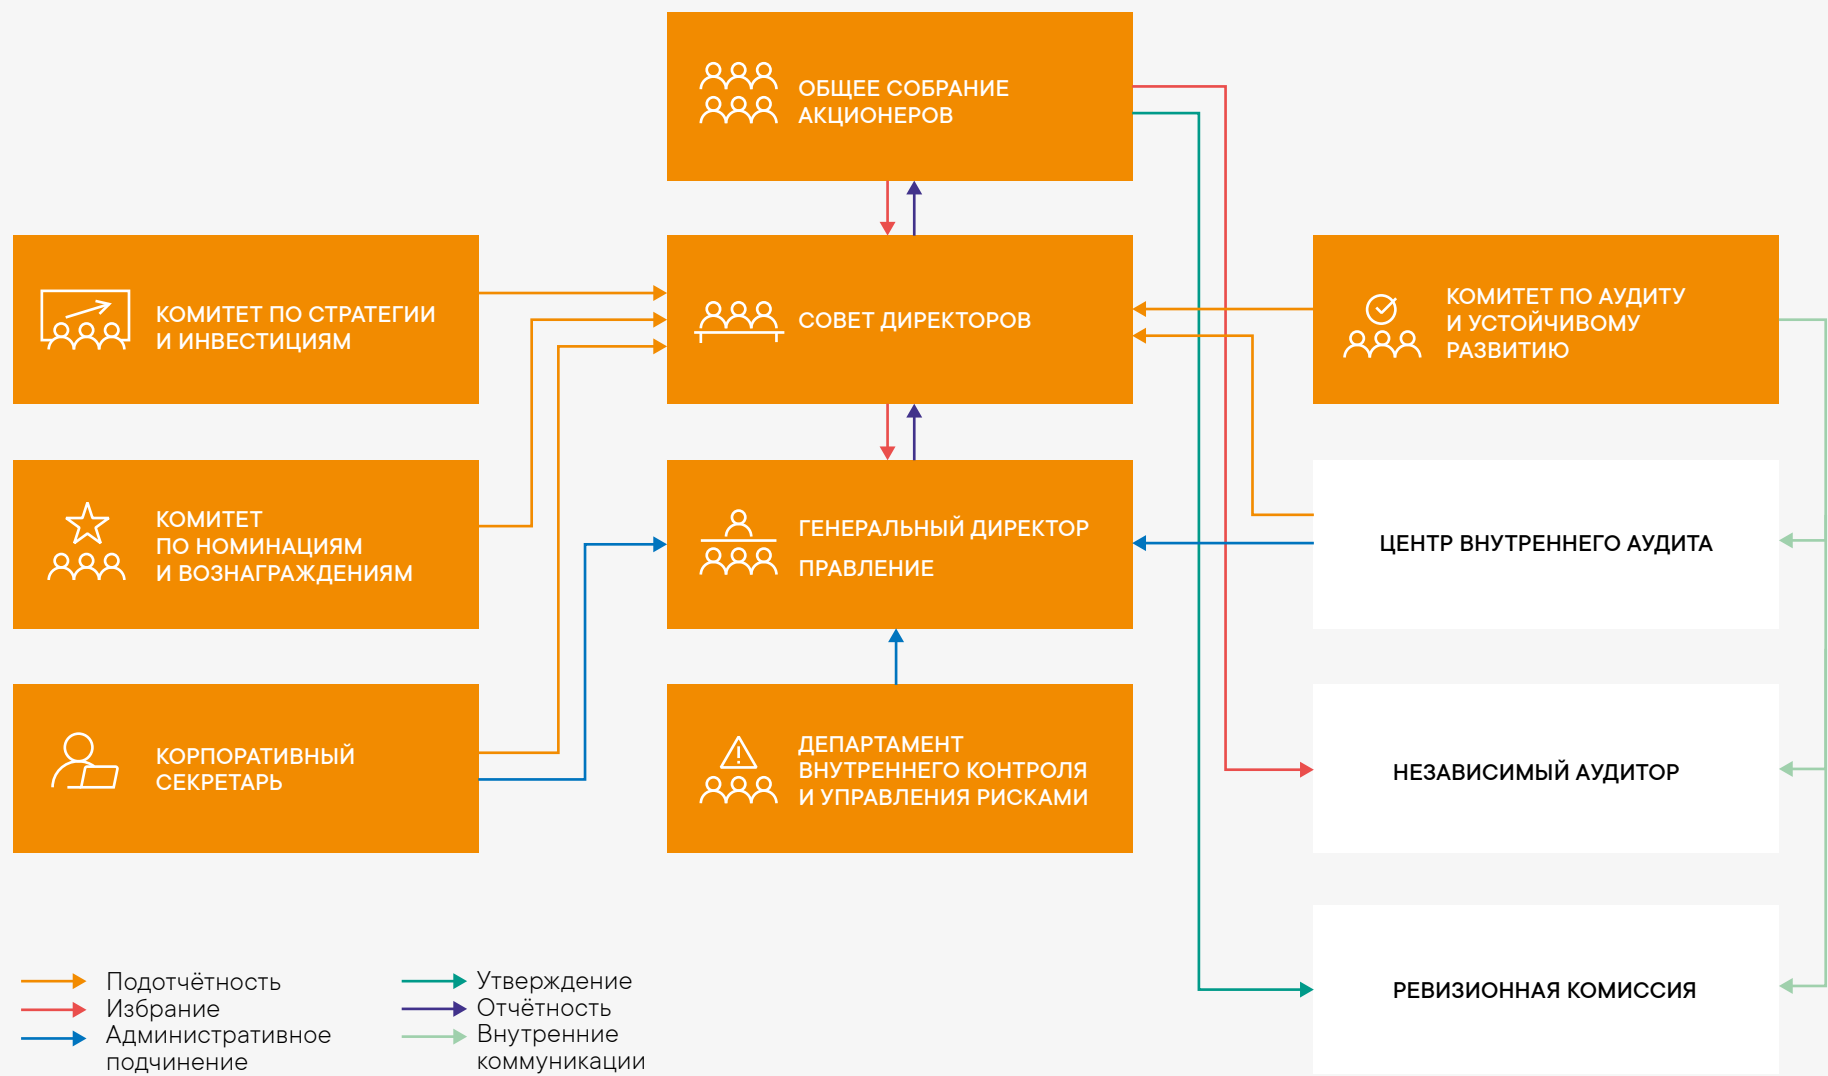 ОБЩЕЕ СОБРАНИЕ
АКЦИОНЕРОВ
КОМИТЕТ ПО СТРАТЕГИИ
И ИНВЕСТИЦИЯМ
СОВЕТ ДИРЕКТОРОВ
КОМИТЕТ ПО АУДИТУ
И УСТОЙЧИВОМУ
РАЗВИТИЮ
КОМИТЕТ
ПО НОМИНАЦИЯМ
И ВОЗНАГРАЖДЕНИЯМ
ГЕНЕРАЛЬНЫЙ ДИРЕКТОР
ПРАВЛЕНИЕ
ЦЕНТР ВНУТРЕННЕГО АУДИТА
КОРПОРАТИВНЫЙ
СЕКРЕТАРЬ
ДЕПАРТАМЕНТ
ВНУТРЕННЕГО КОНТРОЛЯ
И УПРАВЛЕНИЯ РИСКАМИ
НЕЗАВИСИМЫЙ АУДИТОР
РЕВИЗИОННАЯ КОМИССИЯ
Подотчётность
Избрание
Административное
подчинение
Утверждение
Отчётность
Внутренние
коммуникации